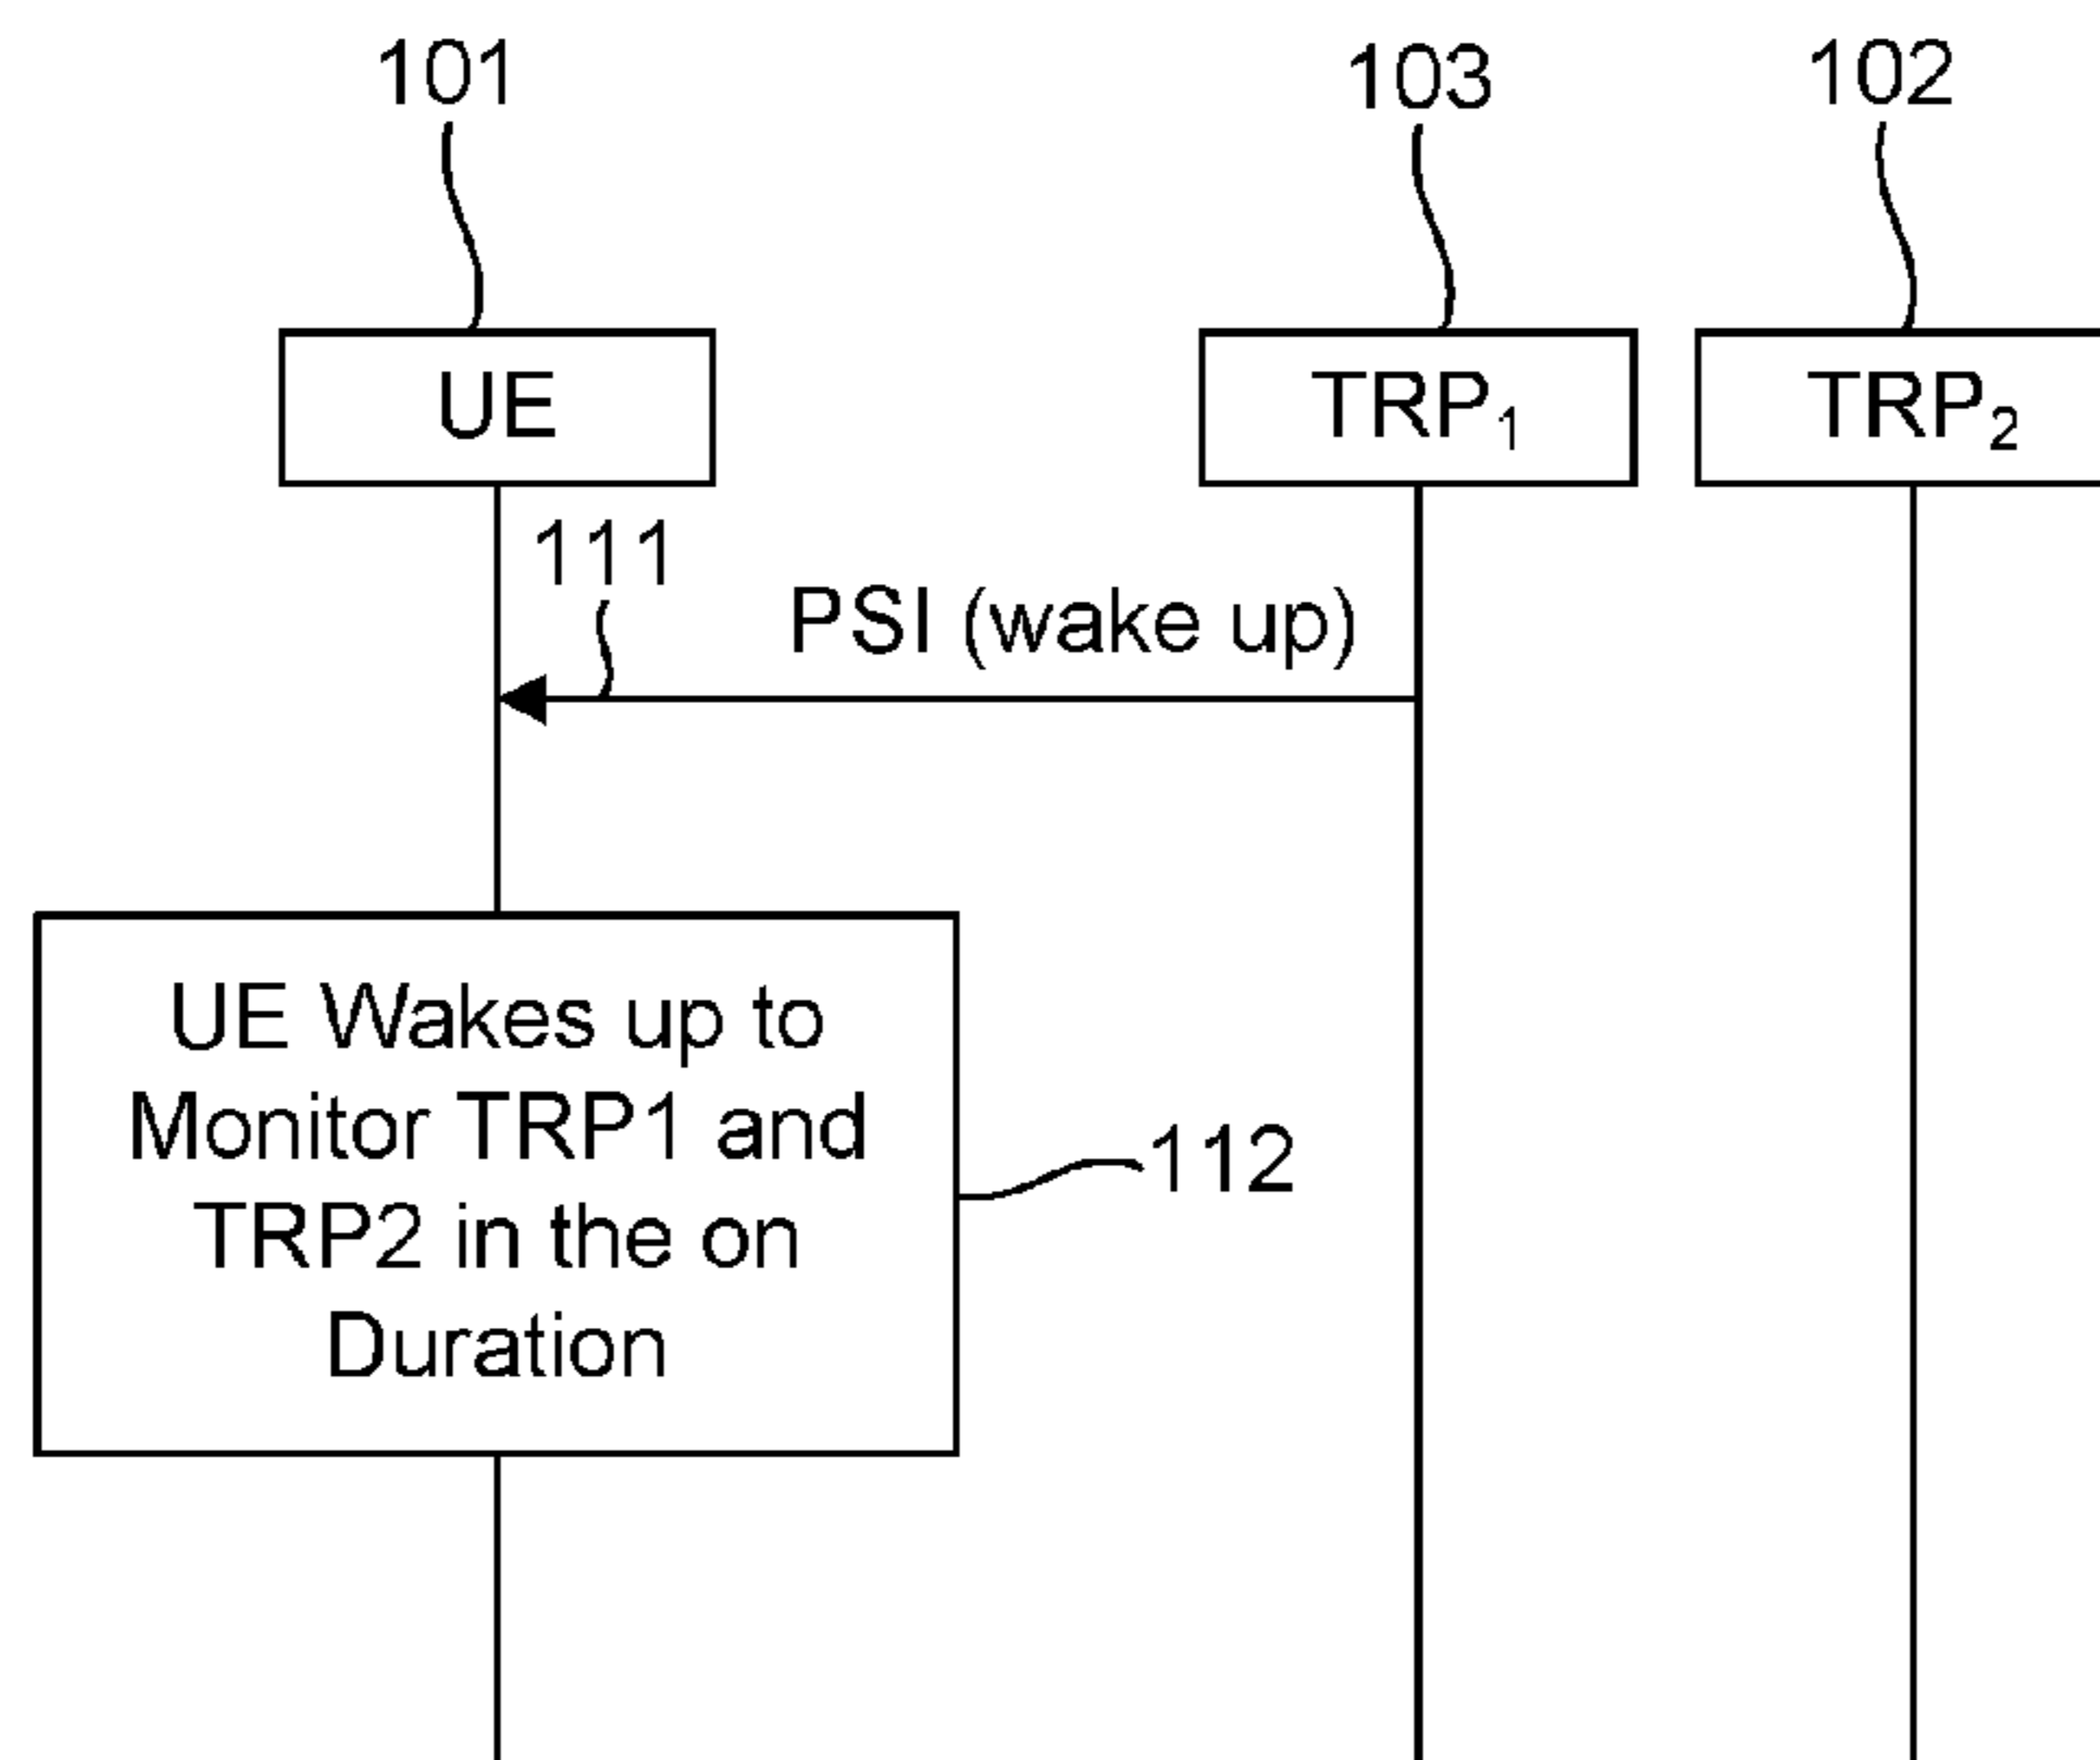 101
103
102
UE
TRP₁
TRP₂
111
PSI (wake up)
UE Wakes up to
Monitor TRP1 and
TRP2 in the on
Duration
112